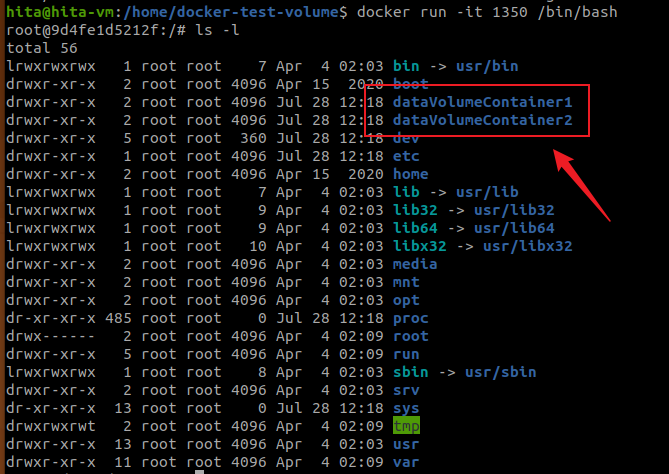 hita@hita-vm:/home/docker-test-volume$ docker run -it 1350 /bin/bash
root@9d4fe1d5212f:/# ls -l
total 56
lrwxrwxrwx   1 root root    7 Apr  4 02:03 bin -> usr/bin
drwxr-xr-x   2 root root 4096 Apr 15  2020 boot
drwxr-xr-x   2 root root 4096 Jul 28 12:18 dataVolumeContainer1
drwxr-xr-x   2 root root 4096 Jul 28 12:18 dataVolumeContainer2
drwxr-xr-x   5 root root  360 Jul 28 12:18 dev
drwxr-xr-x   1 root root 4096 Jul 28 12:18 etc
drwxr-xr-x   2 root root 4096 Apr 15  2020 home
lrwxrwxrwx   1 root root    7 Apr  4 02:03 lib -> usr/lib
lrwxrwxrwx   1 root root    9 Apr  4 02:03 lib32 -> usr/lib32
lrwxrwxrwx   1 root root    9 Apr  4 02:03 lib64 -> usr/lib64
lrwxrwxrwx   1 root root   10 Apr  4 02:03 libx32 -> usr/libx32
drwxr-xr-x   2 root root 4096 Apr  4 02:03 media
drwxr-xr-x   2 root root 4096 Apr  4 02:03 mnt
drwxr-xr-x   2 root root 4096 Apr  4 02:03 opt
dr-xr-xr-x 485 root root    0 Jul 28 12:18 proc
drwx------   2 root root 4096 Apr  4 02:09 root
drwxr-xr-x   5 root root 4096 Apr  4 02:09 run
lrwxrwxrwx   1 root root    8 Apr  4 02:03 sbin -> usr/sbin
drwxr-xr-x   2 root root 4096 Apr  4 02:03 srv
dr-xr-xr-x  13 root root    0 Jul 28 12:18 sys
drwxrwxrwt   2 root root 4096 Apr  4 02:09 tmp
drwxr-xr-x  13 root root 4096 Apr  4 02:03 usr
drwxr-xr-x  11 root root 4096 Apr  4 02:09 var